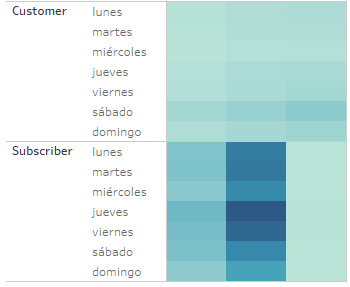 Customer lunes
martes
miércoles
jueves
viernes
sábado
domingo
Subscriber lunes
martes
miércoles
jueves
viernes
sábado
domingo